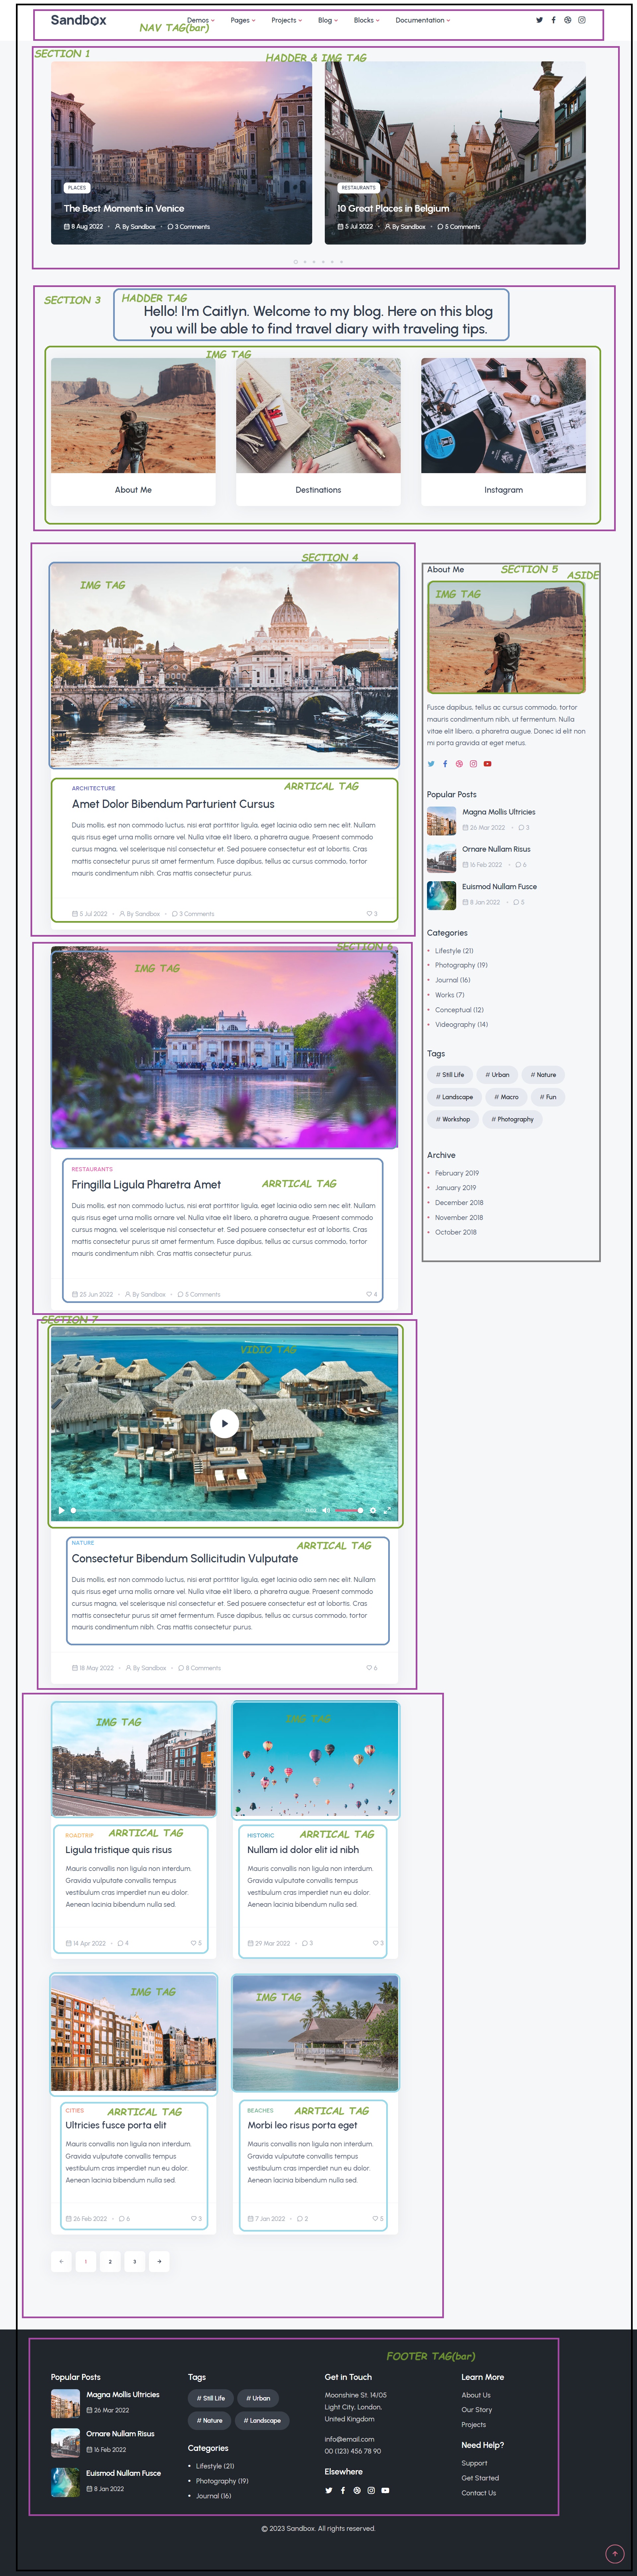 Sandbox
Demos Pages Projects Blog Blocks Documentation
NAV TAG(bar)
SECTION 1
HADDER & IMG TAG
PLACES
The Best Moments in Venice
8 Aug 2022 By Sandbox 3 Comments
RESTAURANTS
10 Great Places in Belgium
5 Jul 2022 By Sandbox 5 Comments
SECTION 3
HADDER TAG
Hello! I'm Caitlyn. Welcome to my blog. Here on this blog
you will be able to find travel diary with traveling tips.
IMG TAG
About Me
Destinations
Instagram
SECTION 4
IMG TAG
ARRTICAL TAG
ARCHITECTURE
Amet Dolor Bibendum Parturient Cursus
Duis mollis, est non commodo luctus, nisi erat porttitor ligula, eget lacinia odio sem nec elit. Nullam
quis risus eget urna mollis ornare vel. Nulla vitae elit libero, a pharetra augue. Praesent commodo
cursus magna, vel scelerisque nisl consectetur et. Sed posuere consectetur est at lobortis. Cras
mattis consectetur purus sit amet fermentum. Fusce dapibus, tellus ac cursus commodo, tortor
mauris condimentum nibh. Cras mattis consectetur purus.
5 Jul 2022 By Sandbox 3 Comments 3
SECTION 5
ASIDE
About Me
IMG TAG
Fusce dapibus, tellus ac cursus commodo, tortor
mauris condimentum nibh, ut fermentum. Nulla
vitae elit libero, a pharetra augue. Donec id elit non
mi porta gravida at eget metus.
Popular Posts
Magna Mollis Ultricies
26 Mar 2022 3
Ornare Nullam Risus
16 Feb 2022 6
Euismod Nullam Fusce
8 Jan 2022 5
Categories
Lifestyle (21)
Photography (19)
Journal (16)
Works (7)
Conceptual (12)
Videography (14)
Tags
# Still Life # Urban # Nature
# Landscape # Macro # Fun
# Workshop # Photography
Archive
February 2019
January 2019
December 2018
November 2018
October 2018
SECTION 6
IMG TAG
RESTAURANTS
Fringilla Ligula Pharetra Amet
ARRTICAL TAG
Duis mollis, est non commodo luctus, nisi erat porttitor ligula, eget lacinia odio sem nec elit. Nullam
quis risus eget urna mollis ornare vel. Nulla vitae elit libero, a pharetra augue. Praesent commodo
cursus magna, vel scelerisque nisl consectetur et. Sed posuere consectetur est at lobortis. Cras
mattis consectetur purus sit amet fermentum. Fusce dapibus, tellus ac cursus commodo, tortor
mauris condimentum nibh. Cras mattis consectetur purus.
25 Jun 2022 By Sandbox 5 Comments 4
SECTION 7
VIDIO TAG
NATURE
ARRTICAL TAG
Consectetur Bibendum Sollicitudin Vulputate
Duis mollis, est non commodo luctus, nisi erat porttitor ligula, eget lacinia odio sem nec elit. Nullam
quis risus eget urna mollis ornare vel. Nulla vitae elit libero, a pharetra augue. Praesent commodo
cursus magna, vel scelerisque nisl consectetur et. Sed posuere consectetur est at lobortis. Cras
mattis consectetur purus sit amet fermentum. Fusce dapibus, tellus ac cursus commodo, tortor
mauris condimentum nibh. Cras mattis consectetur purus.
18 May 2022 By Sandbox 8 Comments 6
IMG TAG
ROADTRIP
ARRTICAL TAG
Ligula tristique quis risus
Mauris convallis non ligula non interdum.
Gravida vulputate convallis tempus
vestibulum cras imperdiet nun eu dolor.
Aenean lacinia bibendum nulla sed.
14 Apr 2022 4 5
IMG TAG
HISTORIC
ARRTICAL TAG
Nullam id dolor elit id nibh
Mauris convallis non ligula non interdum.
Gravida vulputate convallis tempus
vestibulum cras imperdiet nun eu dolor.
Aenean lacinia bibendum nulla sed.
29 Mar 2022 3 3
IMG TAG
CITIES
ARRTICAL TAG
Ultricies fusce porta elit
Mauris convallis non ligula non interdum.
Gravida vulputate convallis tempus
vestibulum cras imperdiet nun eu dolor.
Aenean lacinia bibendum nulla sed.
26 Feb 2022 6 3
IMG TAG
BEACHES
ARRTICAL TAG
Morbi leo risus porta eget
Mauris convallis non ligula non interdum.
Gravida vulputate convallis tempus
vestibulum cras imperdiet nun eu dolor.
Aenean lacinia bibendum nulla sed.
7 Jan 2022 2 5
1 2 3
FOOTER TAG(bar)
Popular Posts
Magna Mollis Ultricies
26 Mar 2022
Ornare Nullam Risus
16 Feb 2022
Euismod Nullam Fusce
8 Jan 2022
Tags
# Still Life # Urban
# Nature # Landscape
Categories
Lifestyle (21)
Photography (19)
Journal (16)
Get in Touch
Moonshine St. 14/05
Light City, London,
United Kingdom
info@email.com
00 (123) 456 78 90
Elsewhere
Learn More
About Us
Our Story
Projects
Need Help?
Support
Get Started
Contact Us
© 2023 Sandbox. All rights reserved.